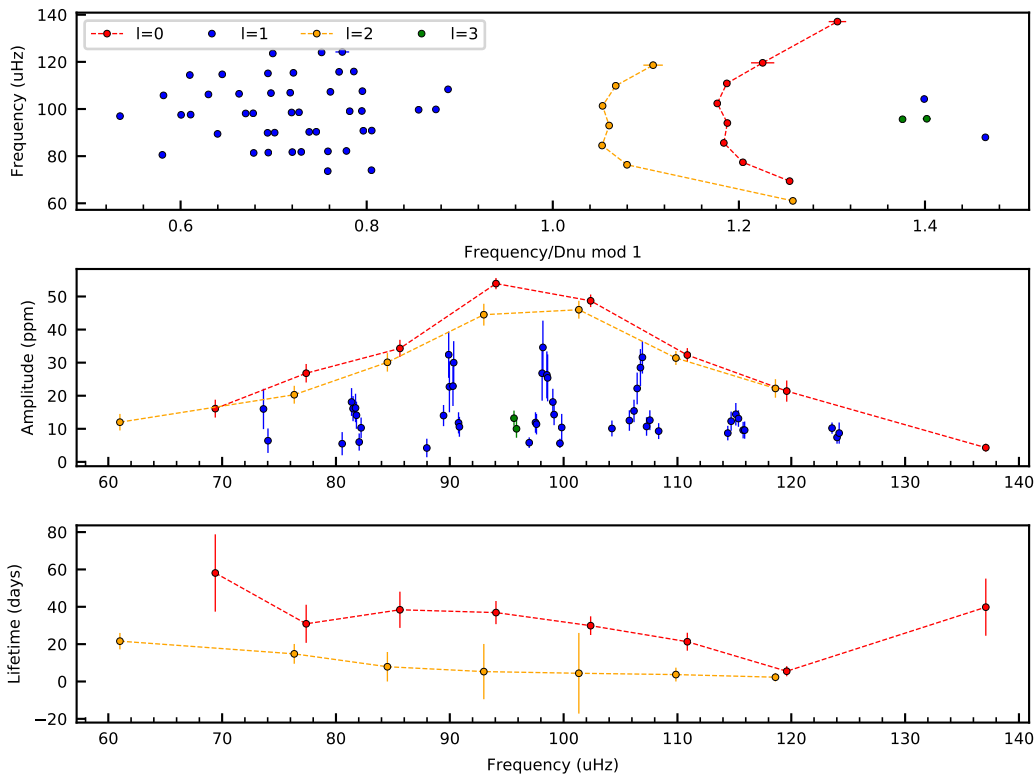 l=0 l=1 l=2 l=3
140
120
100
80
60
Frequency (uHz)
0.6 0.8 1.0 1.2 1.4
Frequency/Dnu mod 1
50
40
30
20
10
0
Amplitude (ppm)
60 70 80 90 100 110 120 130 140
80
60
40
20
0
−20
Lifetime (days)
60 70 80 90 100 110 120 130 140
Frequency (uHz)